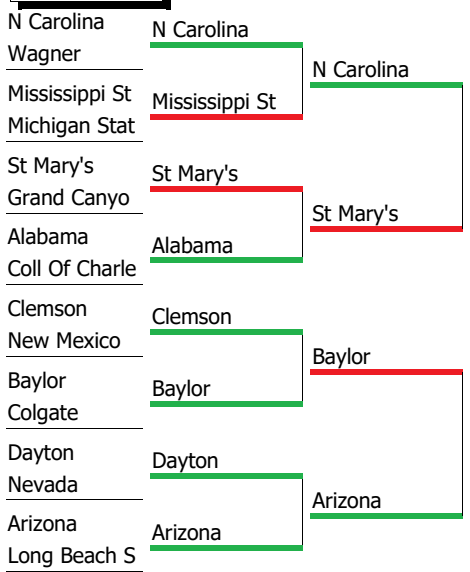 N Carolina
Wagner
Mississippi St
Michigan Stat
St Mary's
Grand Canyo
Alabama
Coll Of Charle
Clemson
New Mexico
Baylor
Colgate
Dayton
Nevada
Arizona
Long Beach S
N Carolina
Mississippi St
St Mary's
Alabama
Clemson
Baylor
Dayton
Arizona
N Carolina
St Mary's
Baylor
Arizona